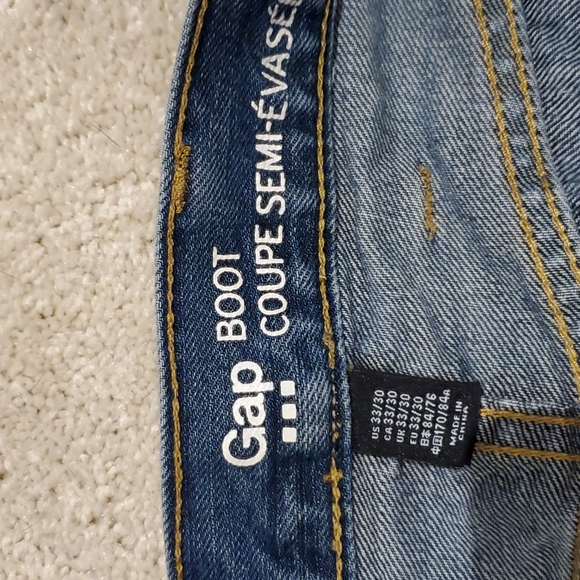 Gap
BOOT
COUPE SEMI-ÉVASÉE
US 33/30
CA 33/30
UK 33/30
EU 33/30
日本 84/76
中国 170/84A
MADE IN
CHINA